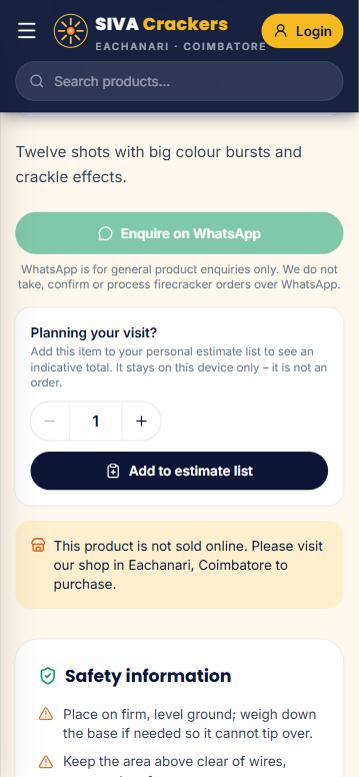 SIVA Crackers
EACHANARI · COIMBATORE
Login
Search products...
Twelve shots with big colour bursts and
crackle effects.
Enquire on WhatsApp
WhatsApp is for general product enquiries only. We do not
take, confirm or process firecracker orders over WhatsApp.
Planning your visit?
Add this item to your personal estimate list to see an
indicative total. It stays on this device only – it is not an
order.
− 1 +
Add to estimate list
This product is not sold online. Please visit
our shop in Eachanari, Coimbatore to
purchase.
Safety information
Place on firm, level ground; weigh down
the base if needed so it cannot tip over.
Keep the area above clear of wires,